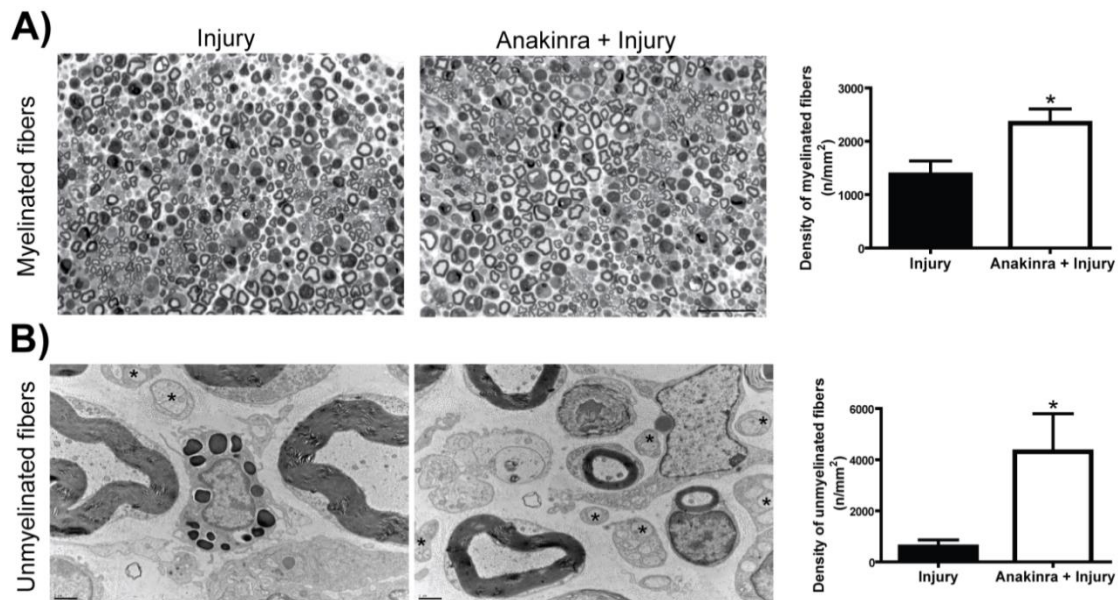 A)
Injury
Anakinra + Injury
Myelinated fibers
Density of myelinated fibers
(n/mm²)
3000
2000
1000
0
*
Injury
Anakinra + Injury
B)
Unmyelinated fibers
*
*
*
*
*
*
*
*
Density of unmyelinated fibers
(n/mm²)
6000
4000
2000
0
*
Injury
Anakinra + Injury